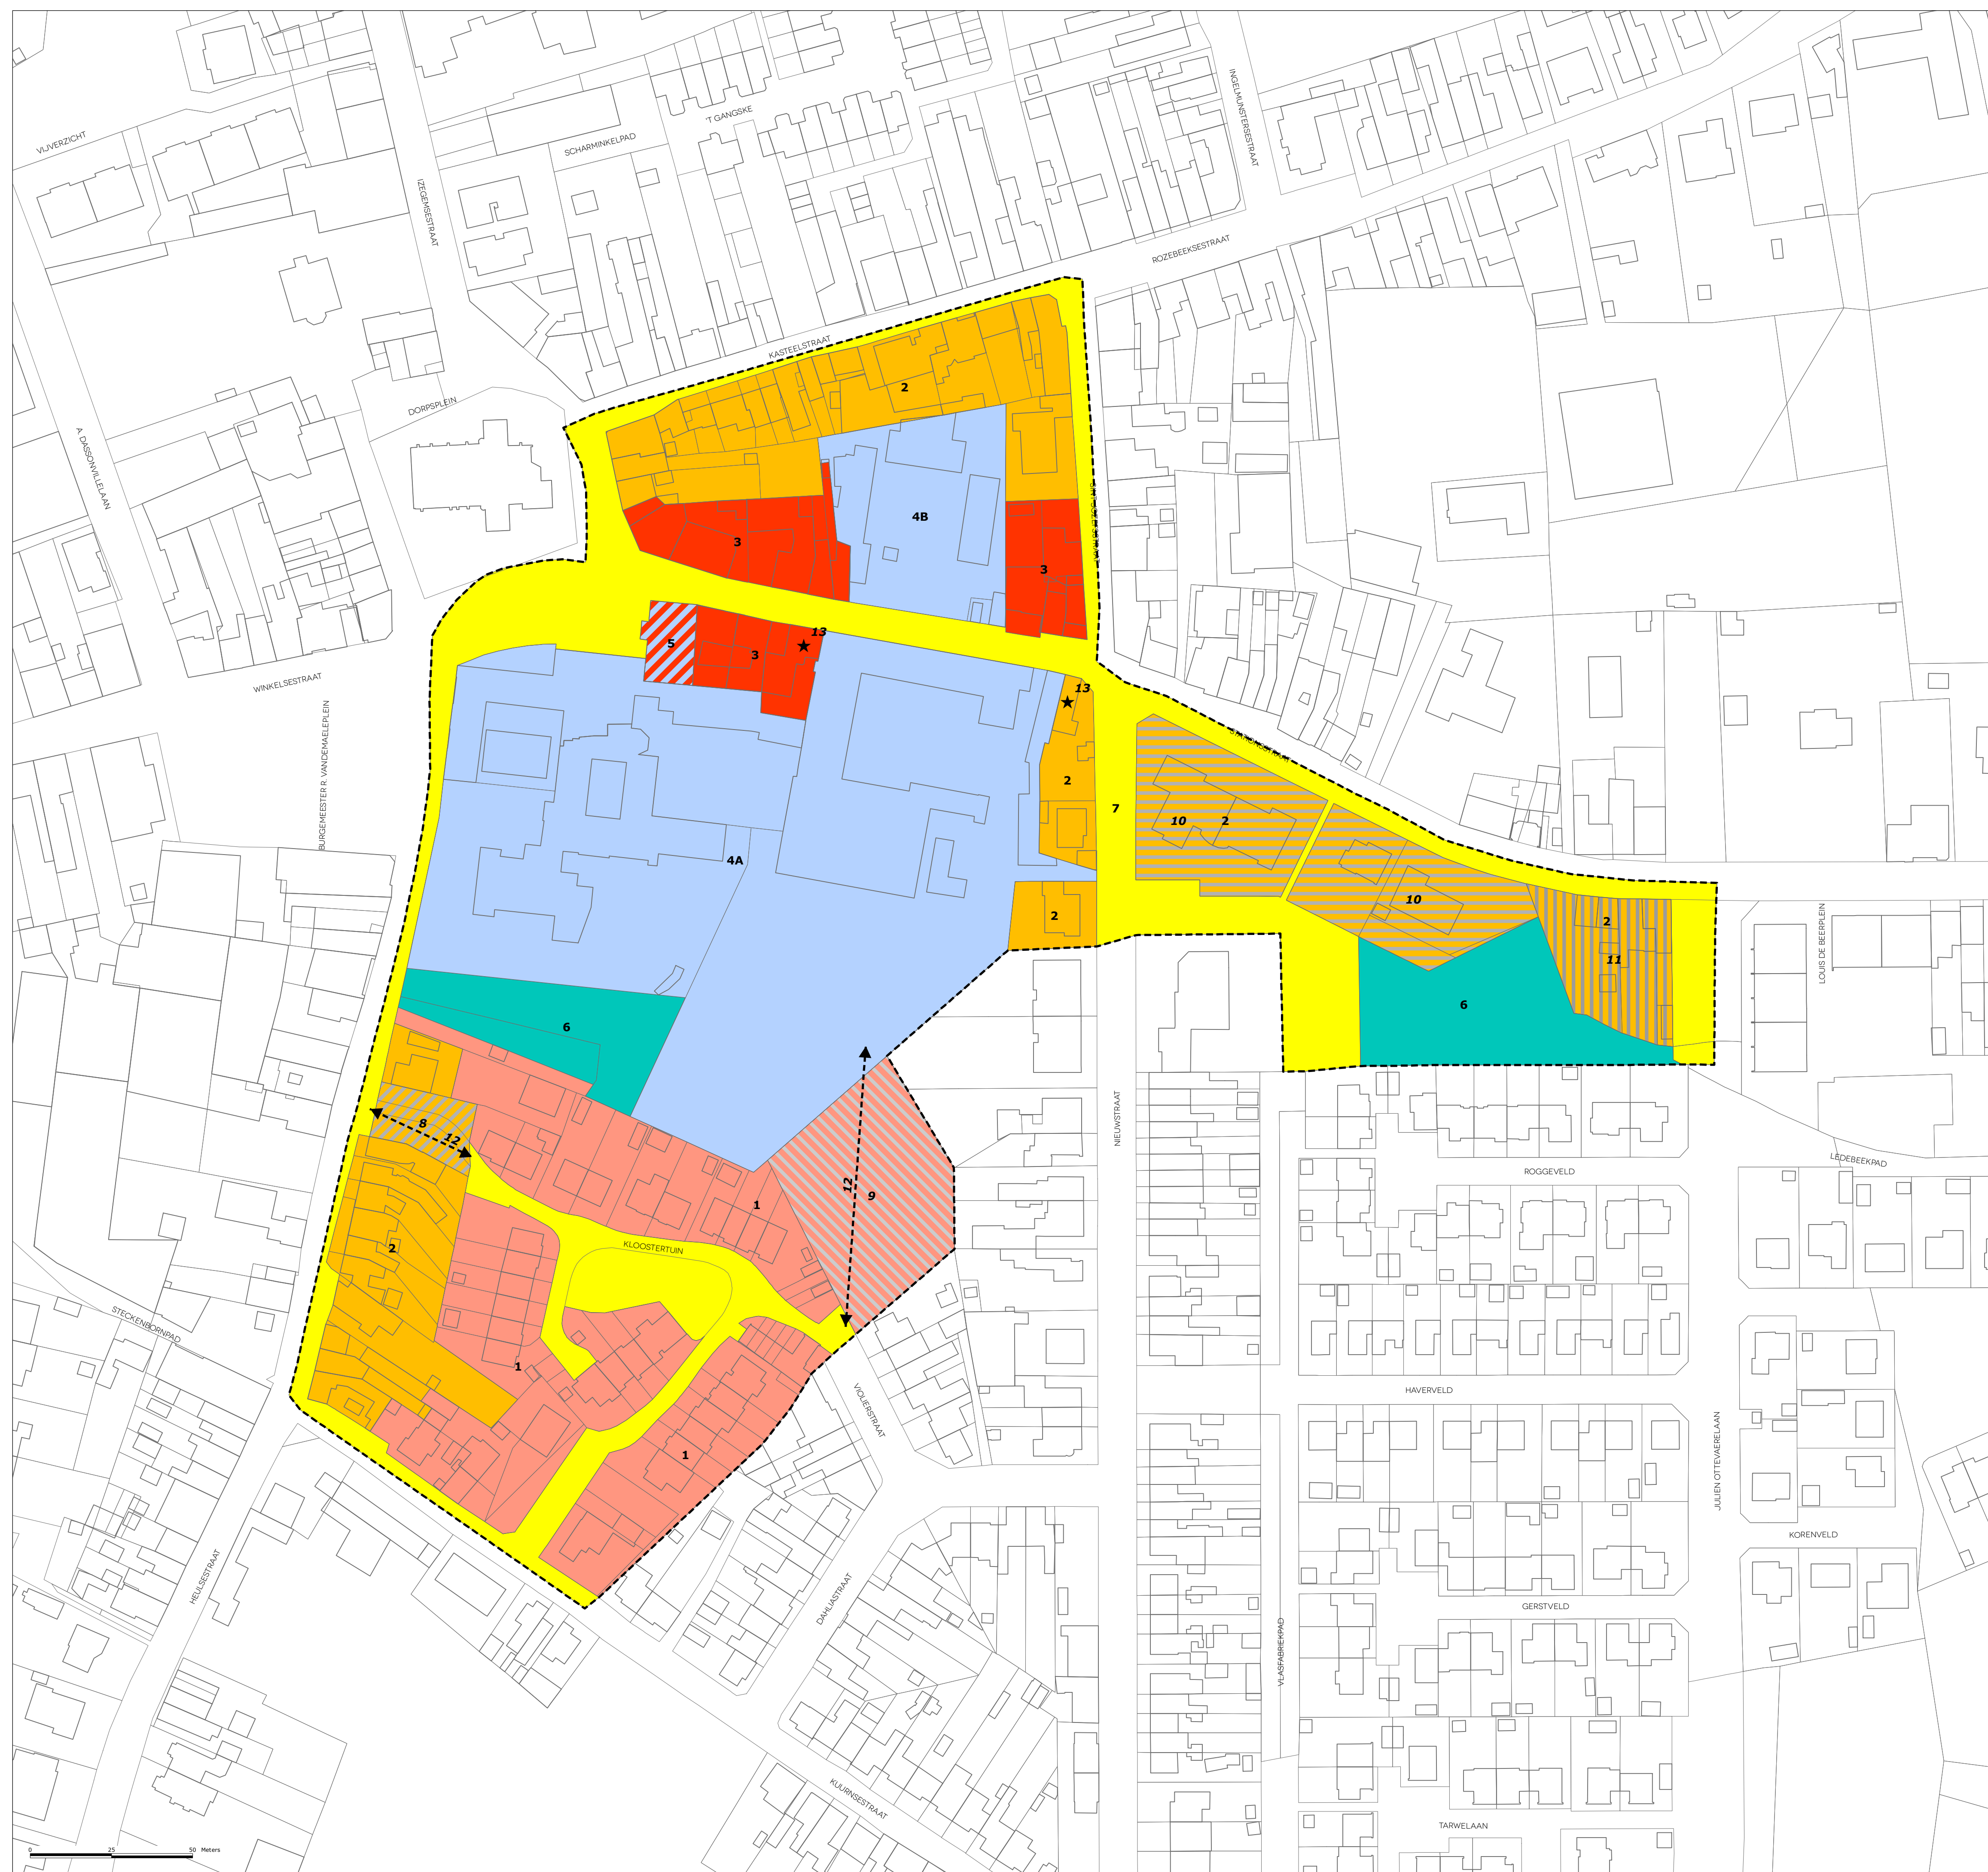 VIJVERZICHT
'T GANGSKE
SCHARMINKELPAD
INGELMUNSTERSESTRAAT
IZEGEMSESTRAAT
ROZEBEEKSESTRAAT
KASTEELSTRAAT
DORPSPLEIN
A. DASSONVILLELAAN
2
4B
3
3
13
5
3
WINKELSESTRAAT
13
BURGEMEESTER R. VANDEMAELEPLEIN
STATIONSSTRAAT
2
7
10
2
4A
10
2
2
11
LOUIS DE BEERPLEIN
6
6
8
12
NIEUWSTRAAT
LEDEBEEKPAD
ROGGEVELD
12
9
1
2
KLOOSTERTUIN
STECKENBORNPAD
1
HAVERVELD
VIOLIERSTRAAT
1
JULIEN OTTEVAERELAAN
KORENVELD
HEULSESTRAAT
DAHLIASTRAAT
GERSTVELD
VLASFABRIEKPAD
KUURNSESTRAAT
TARWELAAN
0 25 50 Meters